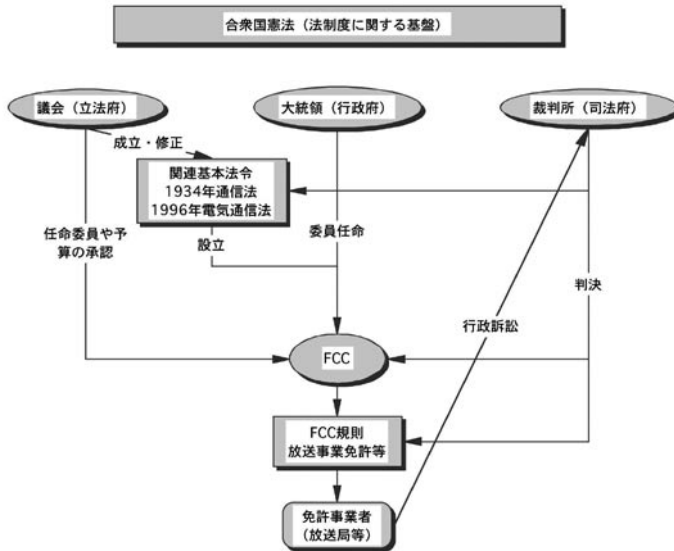 合衆国憲法（法制度に関する基盤）
議会（立法府）
大統領（行政府）
裁判所（司法府）
成立・修正
関連基本法令
1934年通信法
1996年電気通信法
任命委員や予
算の承認
設立
委員任命
判決
行政訴訟
FCC
FCC規則
放送事業免許等
免許事業者
（放送局等）